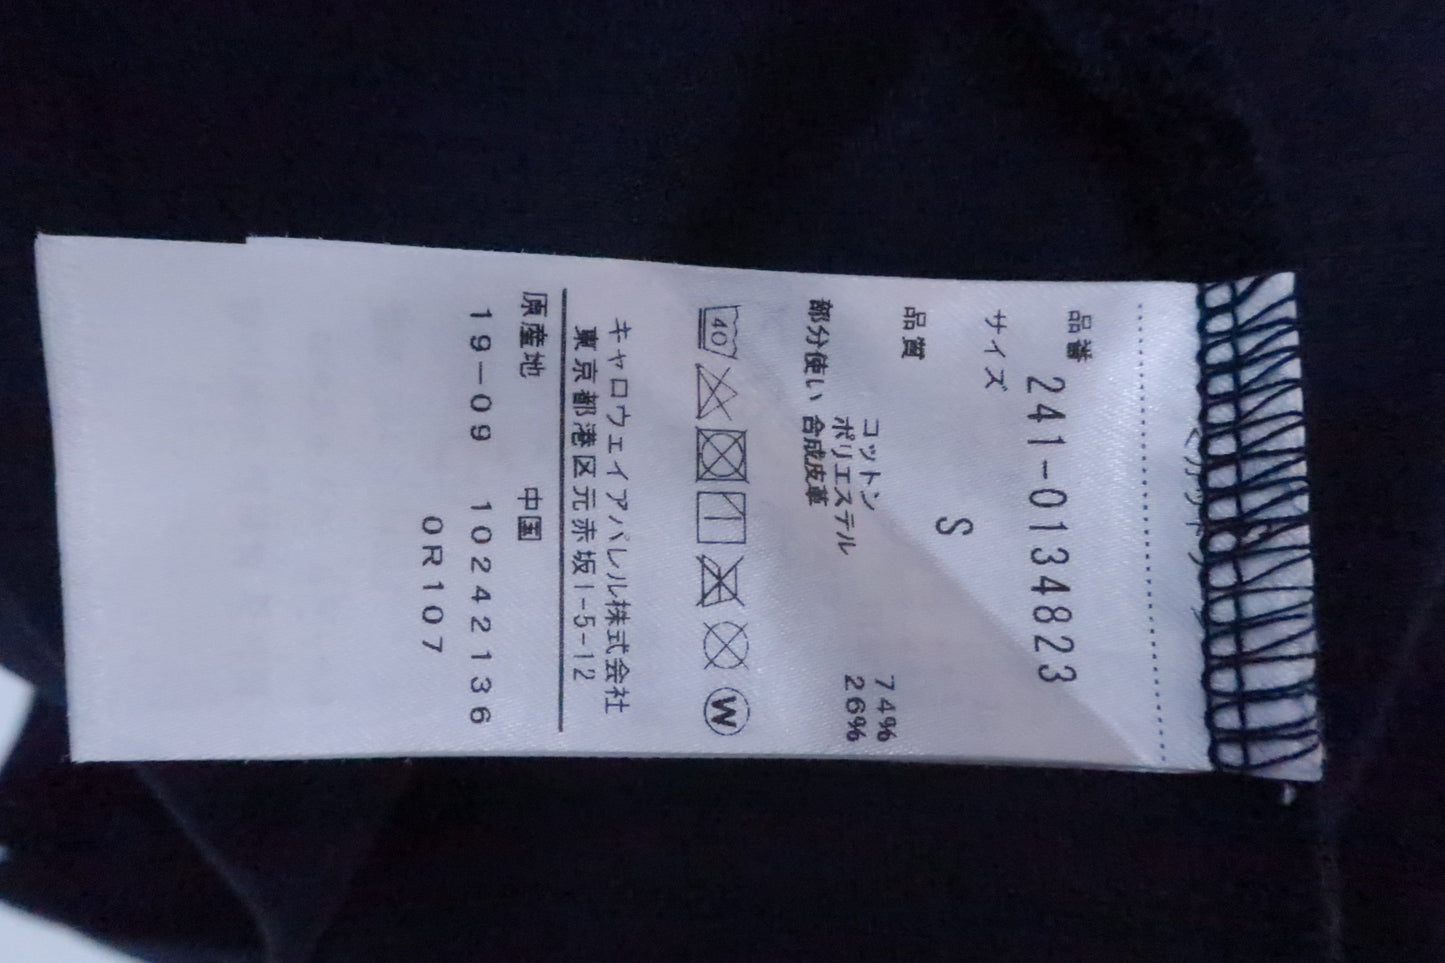 品番
241-0134823
サイズ
S
品質
コットン 74%
ポリエステル 26%
部分使い 合成皮革
40
W
キャロウェイアパレル株式会社
東京都港区元赤坂1-5-12
原産地 中国
19-09 10242136
0R107